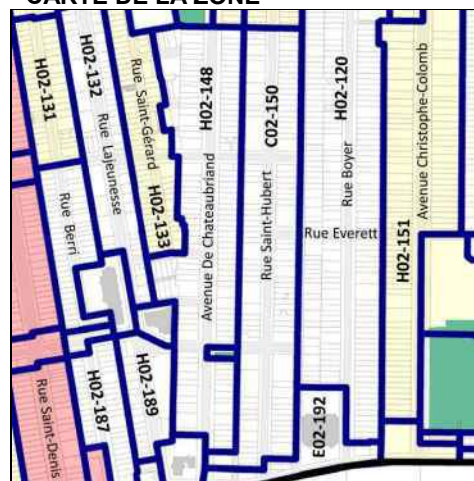 CARTE DE LA ZONE
H02-131
H02-132
Rue Lajeunesse
Rue Saint-Gérard
H02-133
H02-148
Avenue De Chateaubriand
C02-150
Rue Saint-Hubert
H02-120
Rue Boyer
Rue Everett
Avenue Christophe-Colomb
H02-151
Rue Berri
H02-187
H02-189
Rue Saint-Denis
E02-192